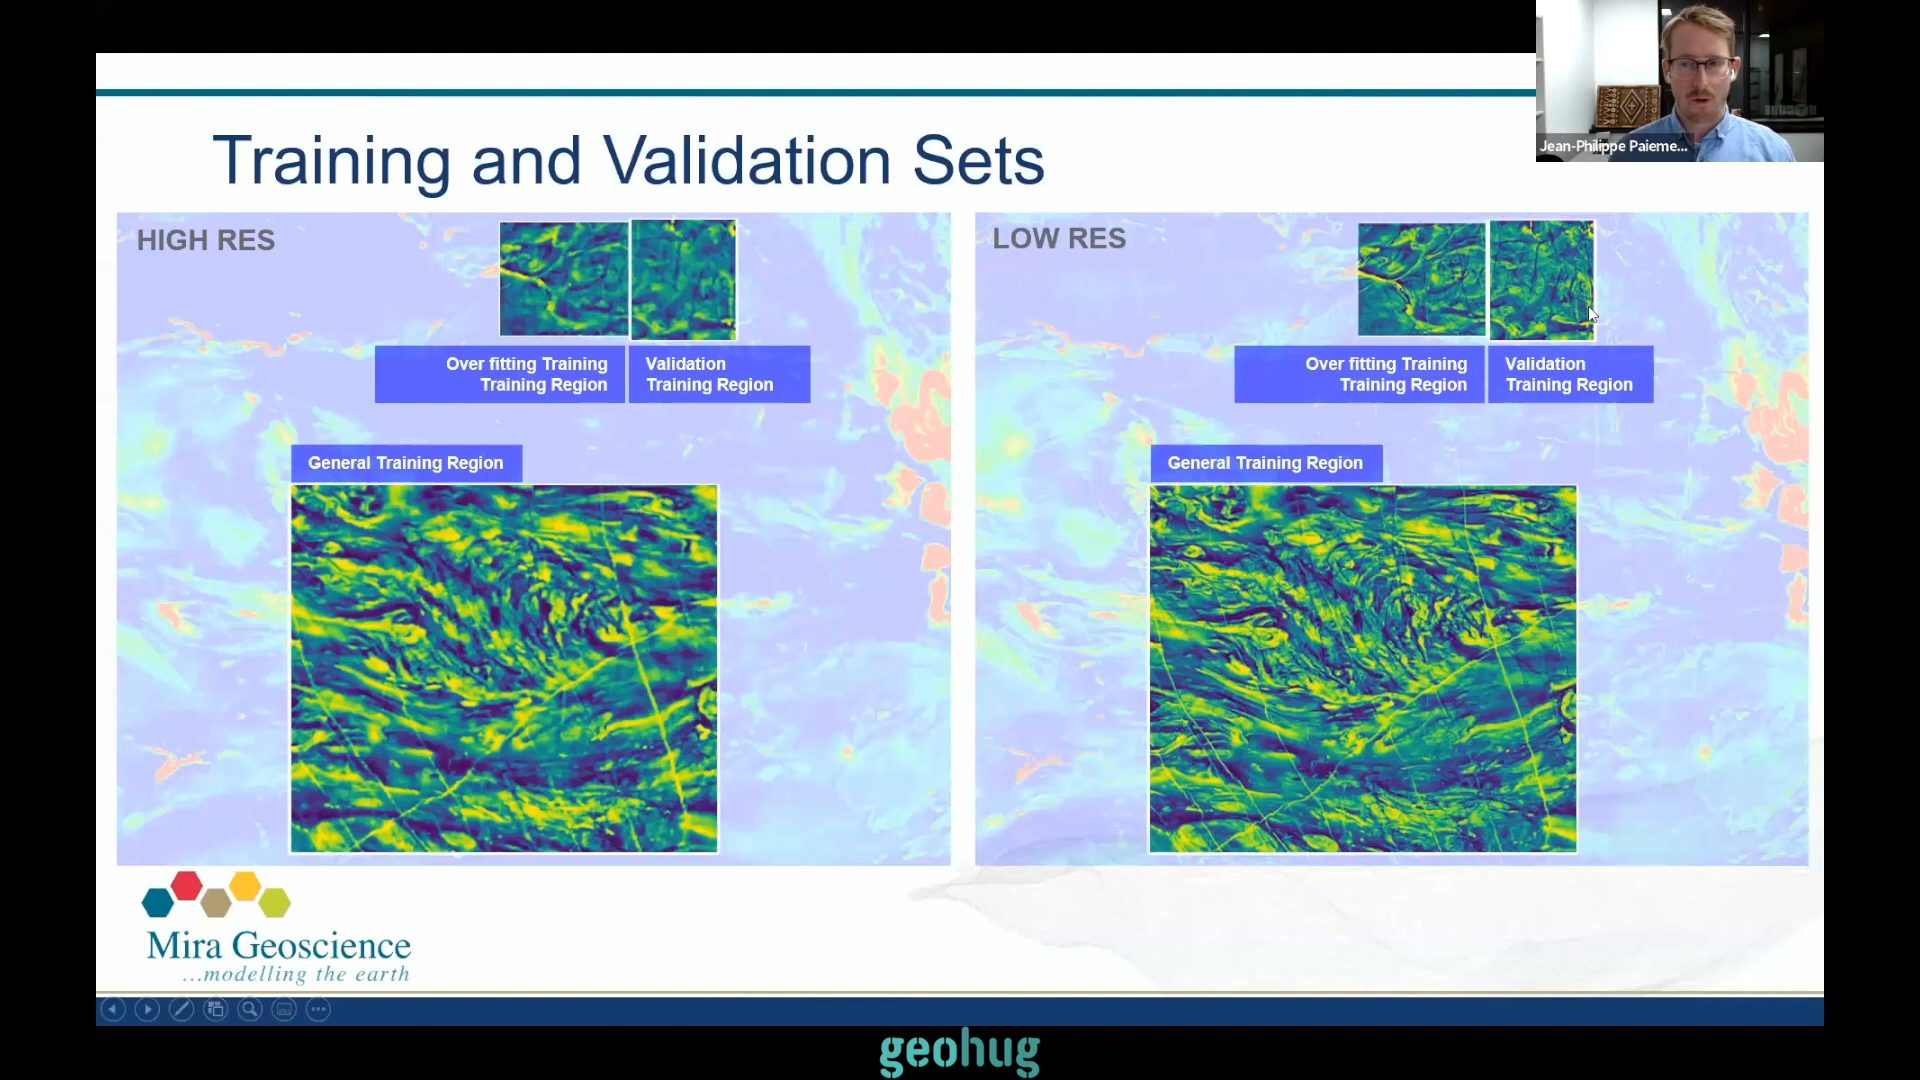 Jean-Philippe Paieme...
Training and Validation Sets
HIGH RES
Over fitting Training
Training Region
Validation
Training Region
General Training Region
LOW RES
Over fitting Training
Training Region
Validation
Training Region
General Training Region
Mira Geoscience
...modelling the earth
geohug